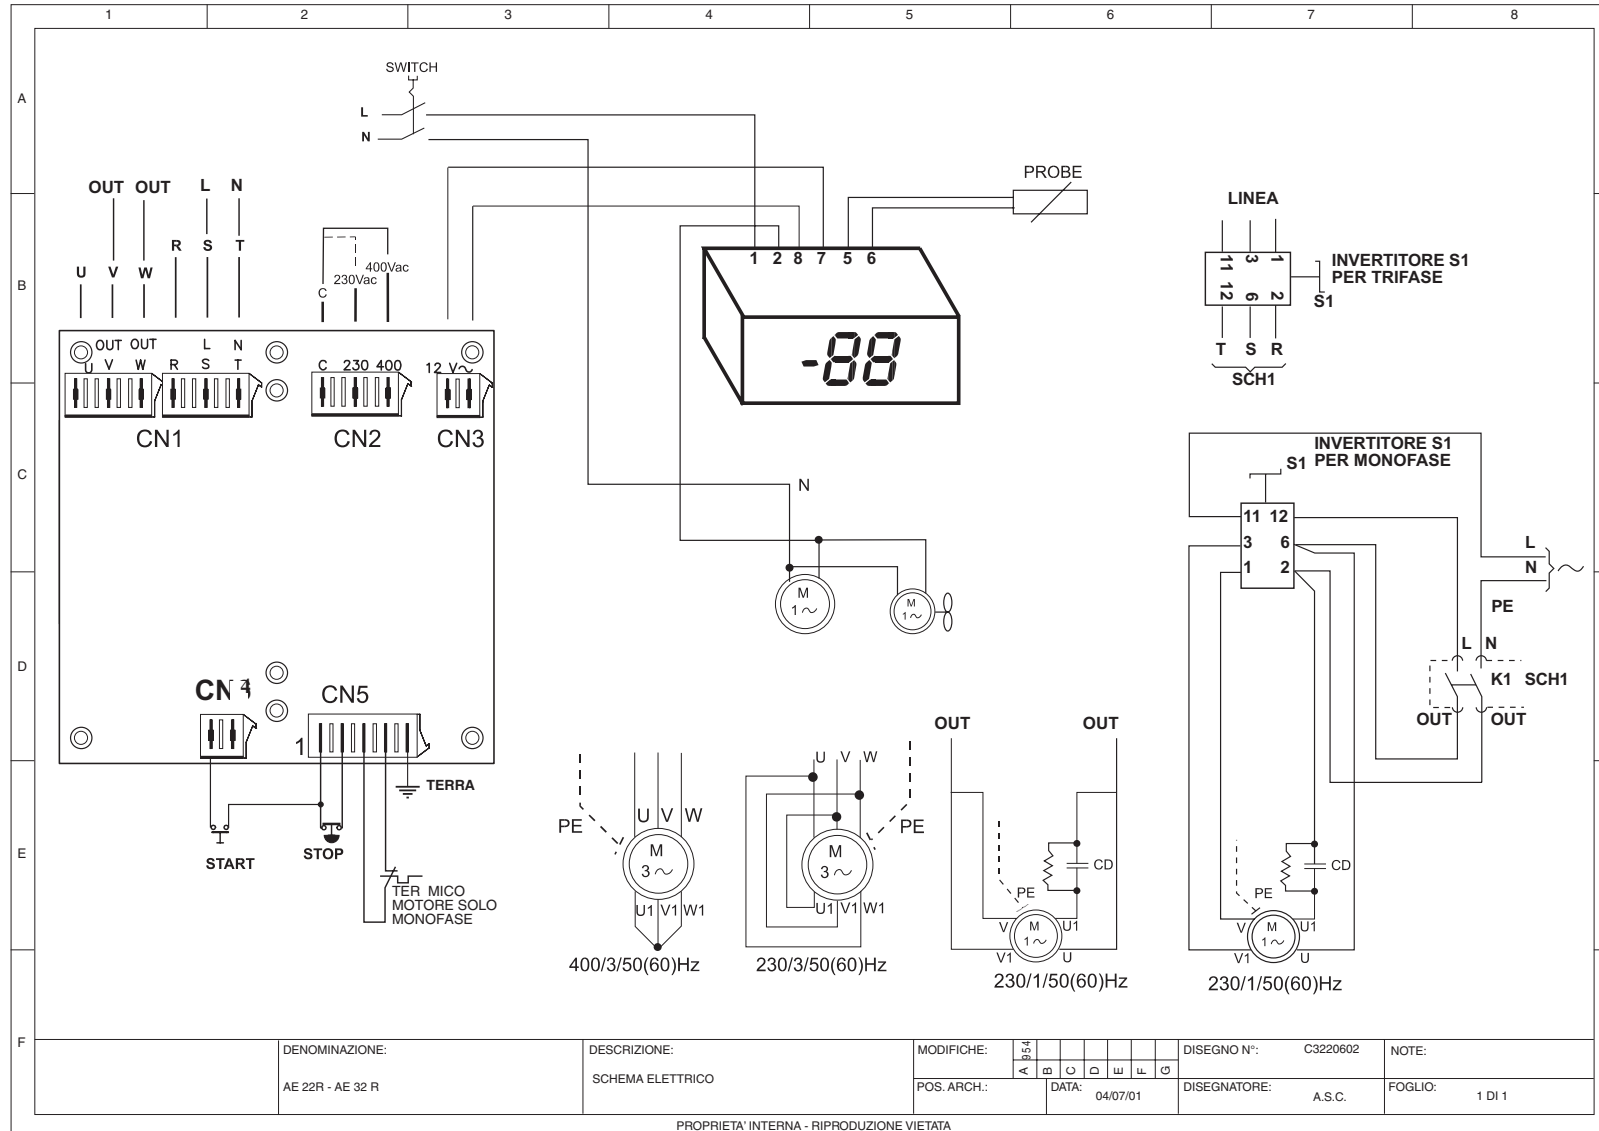 1 2 3 4 5 6 7 8
A
B
C
D
E
F
SWITCH
L
N
OUT OUT L N
R S T
U V W
C
230Vac
400Vac
OUT OUT L N
U V W R S T
C 230 400
12 V~
CN1
CN2
CN3
CN
CN5
1
TERRA
START
STOP
TER MICO
MOTORE SOLO
MONOFASE
PROBE
1 2 8 7 5 6
-88
N
M
1~
M
1~
LINEA
11 3 1
12 6 2
INVERTITORE S1
PER TRIFASE
S1
T S R
SCH1
INVERTITORE S1
PER MONOFASE
S1
11 12
3 6
1 2
L
N
~
PE
L N
K1 SCH1
OUT OUT
PE
U V W
M
3~
U1 V1 W1
400/3/50(60)Hz
U V W
PE
M
3~
U1 V1 W1
230/3/50(60)Hz
OUT OUT
CD
PE
V U1
M
1~
V1 U
230/1/50(60)Hz
CD
PE
V U1
M
1~
V1 U
230/1/50(60)Hz
DENOMINAZIONE:
AE 22R - AE 32 R
DESCRIZIONE:
SCHEMA ELETTRICO
MODIFICHE:
954
A B C D E F G
POS. ARCH.:
DATA:
04/07/01
DISEGNO N°: C3220602
DISEGNATORE: A.S.C.
NOTE:
FOGLIO: 1 DI 1
PROPRIETA' INTERNA - RIPRODUZIONE VIETATA